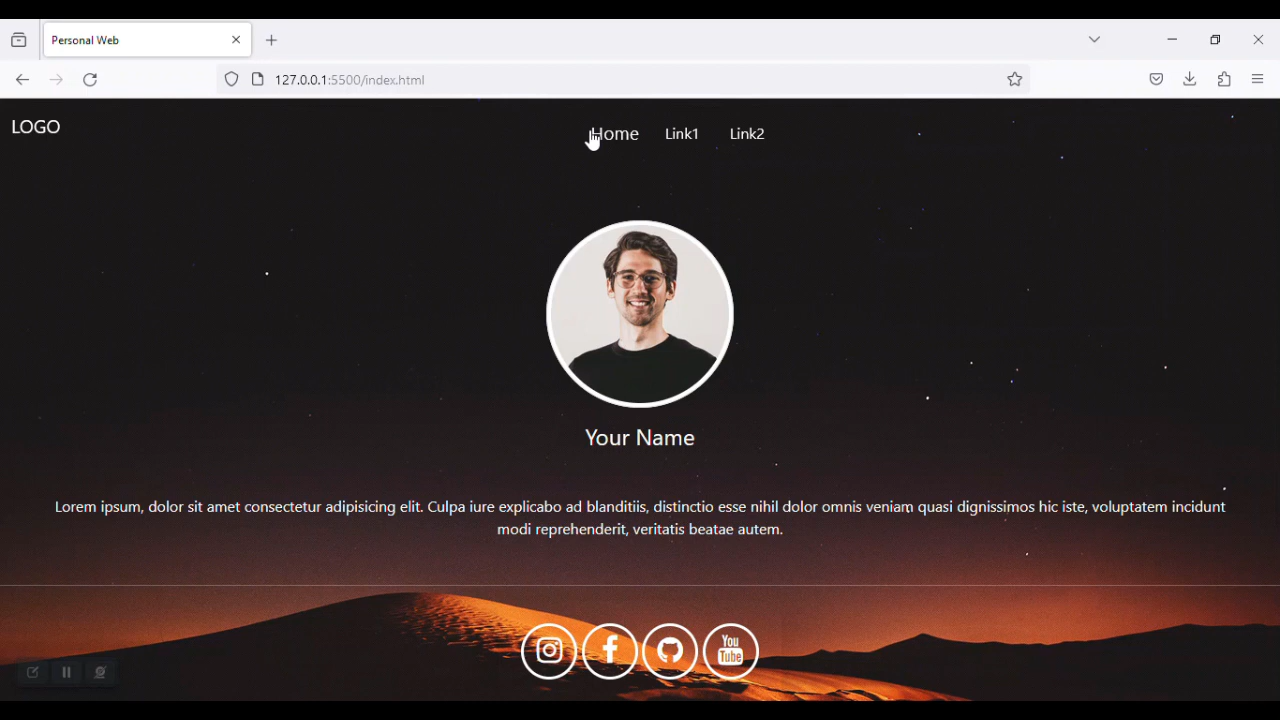 Personal Web
127.0.0.1:5500/index.html
LOGO
Home Link1 Link2
Your Name
Lorem ipsum, dolor sit amet consectetur adipisicing elit. Culpa iure explicabo ad blanditiis, distinctio esse nihil dolor omnis veniam quasi dignissimos hic iste, voluptatem incidunt
modi reprehenderit, veritatis beatae autem.
You
Tube